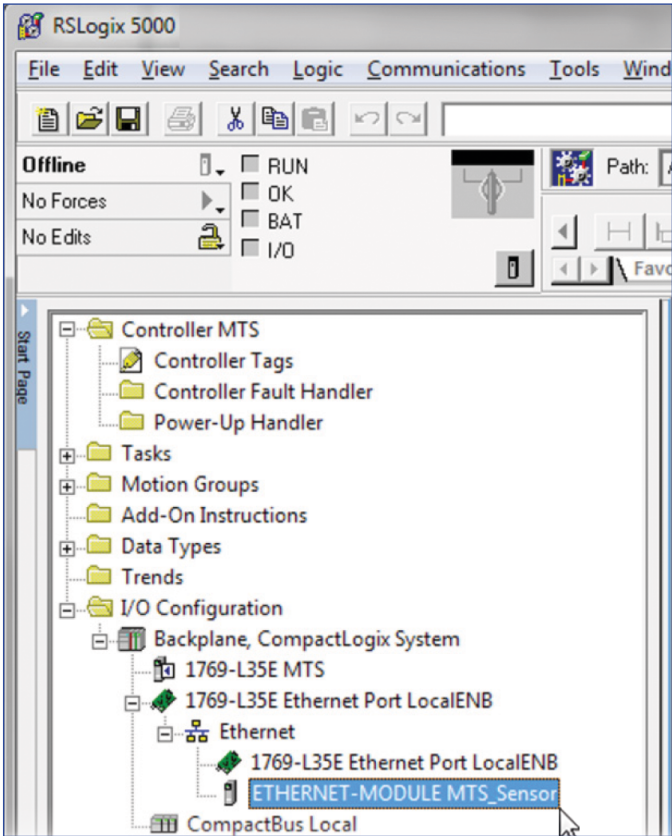 RSLogix 5000
File Edit View Search Logic Communications Tools Wind
Offline
RUN
Path:
No Forces
OK
No Edits
BAT
I/O
Favo
Start Page
Controller MTS
Controller Tags
Controller Fault Handler
Power-Up Handler
Tasks
Motion Groups
Add-On Instructions
Data Types
Trends
I/O Configuration
Backplane, CompactLogix System
1769-L35E MTS
1769-L35E Ethernet Port LocalENB
Ethernet
1769-L35E Ethernet Port LocalENB
ETHERNET-MODULE MTS_Sensor
CompactBus Local